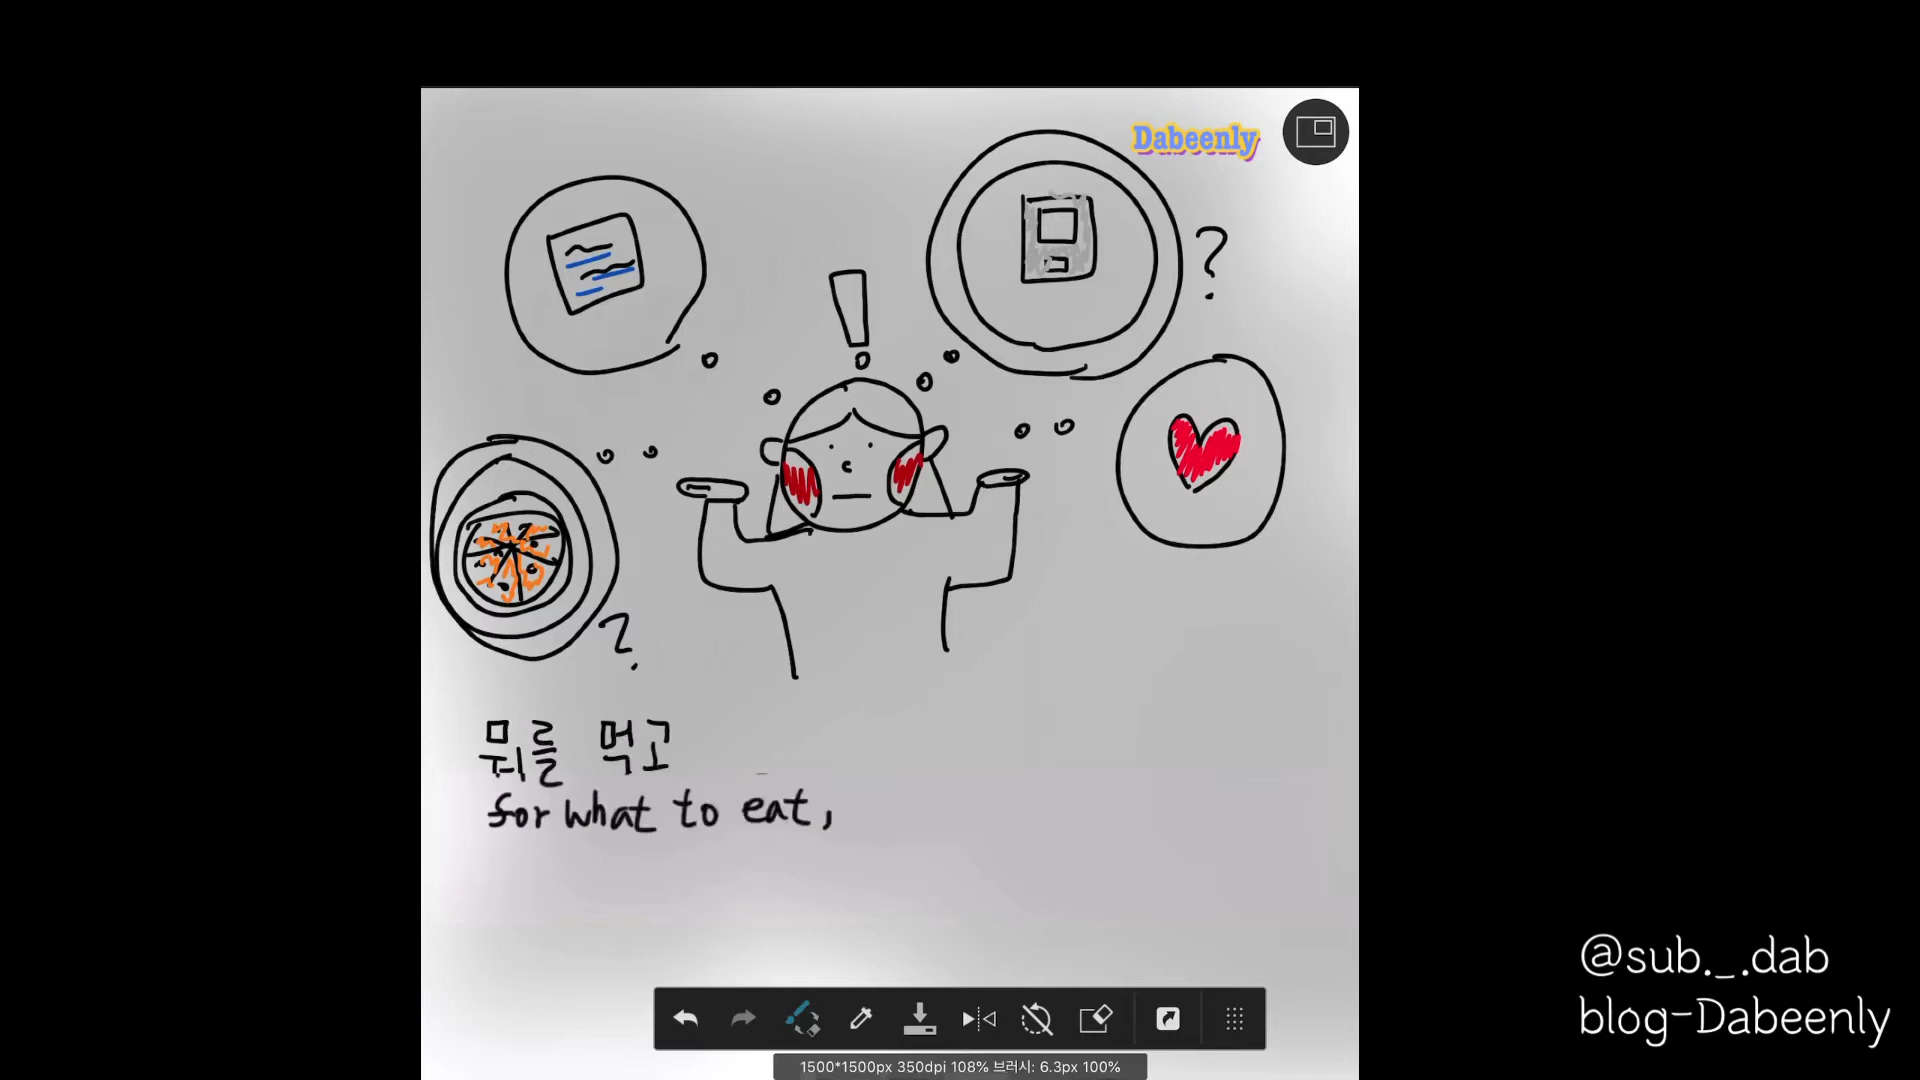 Dabeenly
?
?
뭐를 먹고
for what to eat,
@sub._.dab
blog-Dabeenly
1500*1500px 350dpi 108% 브러시: 6.3px 100%